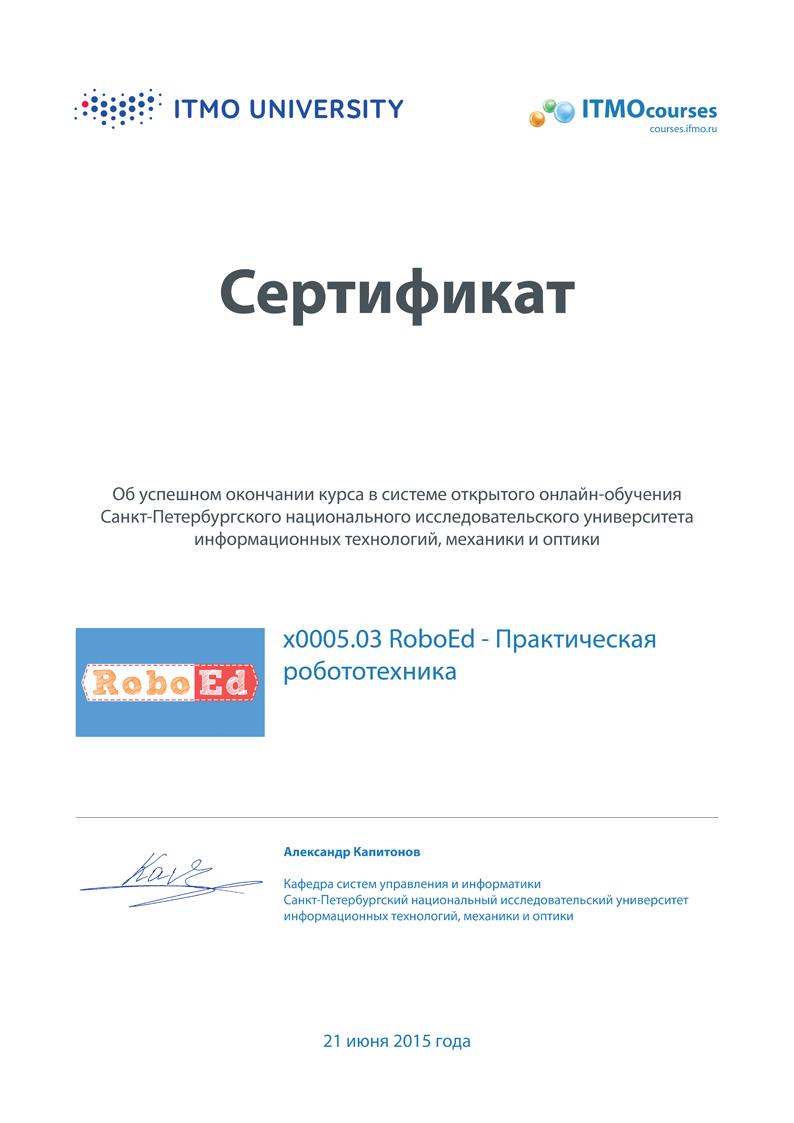 ITMO UNIVERSITY
ITMOcourses
courses.ifmo.ru
Сертификат
Об успешном окончании курса в системе открытого онлайн-обучения
Санкт-Петербургского национального исследовательского университета
информационных технологий, механики и оптики
RoboEd
x0005.03 RoboEd - Практическая
робототехника
Александр Капитонов
Кафедра систем управления и информатики
Санкт-Петербургский национальный исследовательский университет
информационных технологий, механики и оптики
21 июня 2015 года